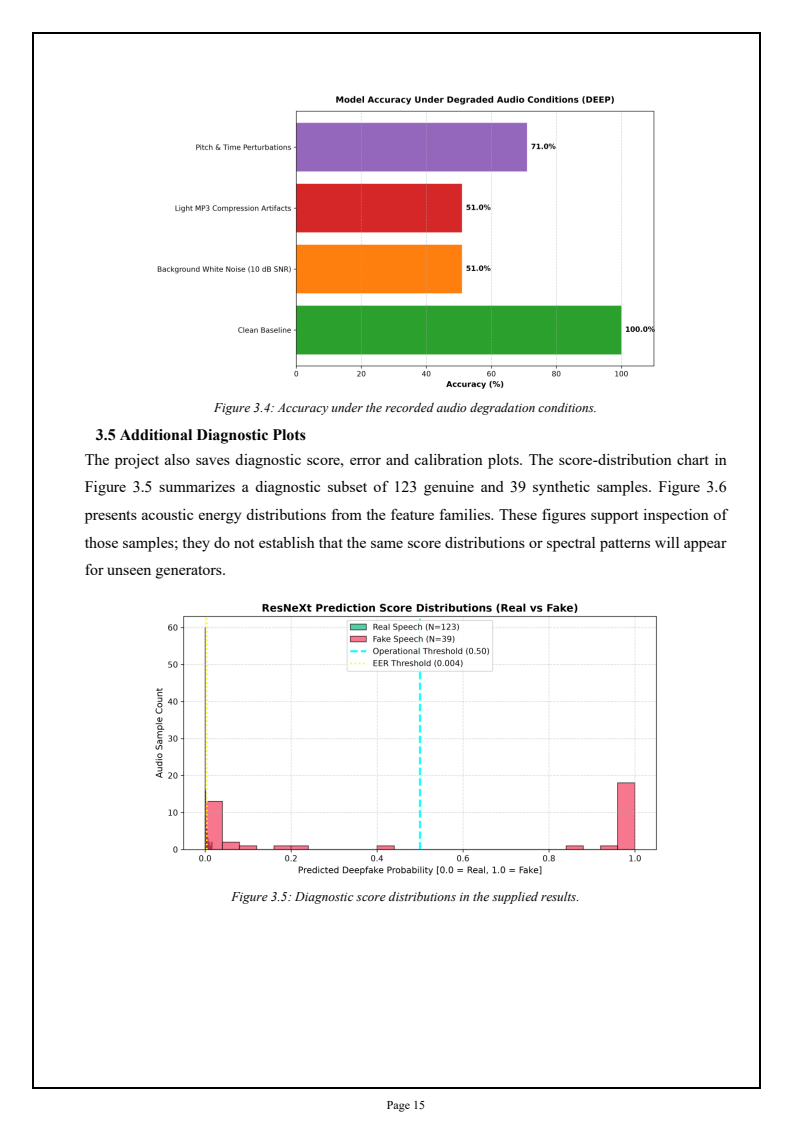 Model Accuracy Under Degraded Audio Conditions (DEEP)
Pitch & Time Perturbations
71.0%
Light MP3 Compression Artifacts
51.0%
Background White Noise (10 dB SNR)
51.0%
Clean Baseline
100.0%
0 20 40 60 80 100
Accuracy (%)
Figure 3.4: Accuracy under the recorded audio degradation conditions.
3.5 Additional Diagnostic Plots
The project also saves diagnostic score, error and calibration plots. The score-distribution chart in
Figure 3.5 summarizes a diagnostic subset of 123 genuine and 39 synthetic samples. Figure 3.6
presents acoustic energy distributions from the feature families. These figures support inspection of
those samples; they do not establish that the same score distributions or spectral patterns will appear
for unseen generators.
ResNeXt Prediction Score Distributions (Real vs Fake)
Real Speech (N=123)
Fake Speech (N=39)
Operational Threshold (0.50)
EER Threshold (0.004)
Audio Sample Count
60
50
40
30
20
10
0
0.0 0.2 0.4 0.6 0.8 1.0
Predicted Deepfake Probability [0.0 = Real, 1.0 = Fake]
Figure 3.5: Diagnostic score distributions in the supplied results.
Page 15